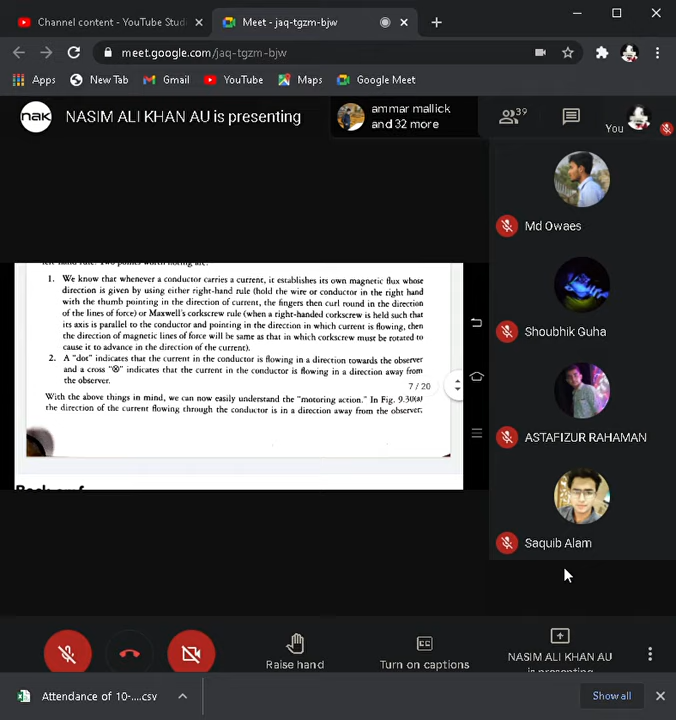 Channel content - YouTube Stud
Meet - jaq-tgzm-bjw
meet.google.com/jaq-tgzm-bjw
Apps
New Tab
Gmail
YouTube
Maps
Google Meet
nak
NASIM ALI KHAN AU is presenting
ammar mallick
and 32 more
39
You
Md Owaes
Shoubhik Guha
ASTAFIZUR RAHAMAN
Saquib Alam
1. We know that whenever a conductor carries a current, it establishes its own magnetic flux whose
direction is given by using either right-hand rule (hold the wire or conductor in the right hand
with the thumb pointing in the direction of current, the fingers then curl round in the direction
of the lines of force) or Maxwell's corkscrew rule (when a right-handed corkscrew is held such that
its axis is parallel to the conductor and pointing in the direction in which current is flowing, then
the direction of magnetic lines of force will be same as that in which corkscrew must be rotated to
cause it to advance in the direction of the current).
2. A "dot" indicates that the current in the conductor is flowing in a direction towards the observer
and a cross "⊗" indicates that the current in the conductor is flowing in a direction away from
the observer.
7 / 20
With the above things in mind, we can now easily understand the "motoring action." In Fig. 9.30(a)
the direction of the current flowing through the conductor is in a direction away from the observer;
Raise hand
Turn on captions
NASIM ALI KHAN AU
is presenting
Attendance of 10-....csv
Show all